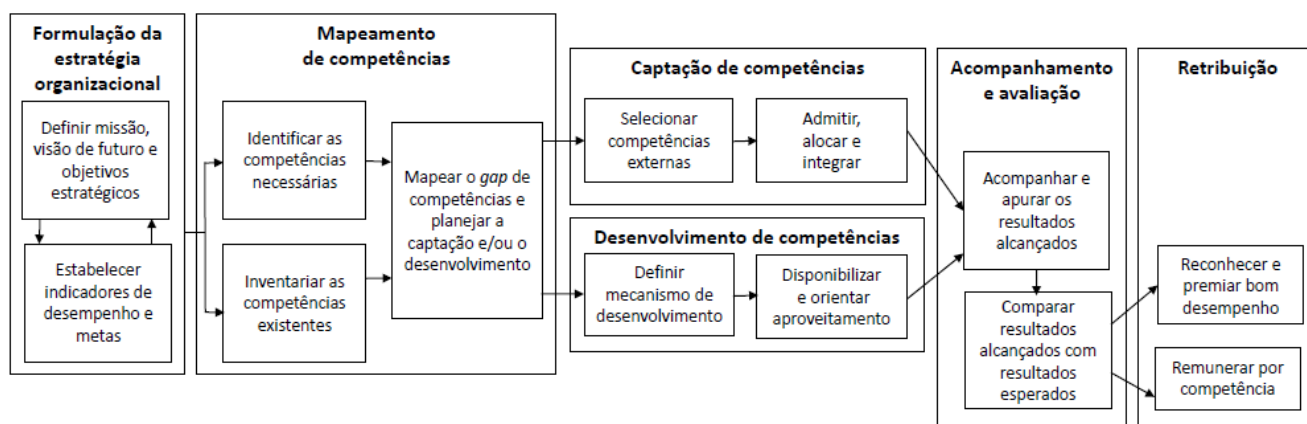 Formulação da
estratégia
organizacional
Definir missão,
visão de futuro e
objetivos
estratégicos
Estabelecer
indicadores de
desempenho e
metas
Mapeamento
de competências
Identificar as
competências
necessárias
Inventariar as
competências
existentes
Mapear o gap de
competências e
planejar a
captação e/ou o
desenvolvimento
Captação de competências
Selecionar
competências
externas
Admitir,
alocar e
integrar
Desenvolvimento de competências
Definir
mecanismo de
desenvolvimento
Disponibilizar
e orientar
aproveitamento
Acompanhamento
e avaliação
Acompanhar e
apurar os
resultados
alcançados
Comparar
resultados
alcançados com
resultados
esperados
Retribuição
Reconhecer e
premiar bom
desempenho
Remunerar por
competência